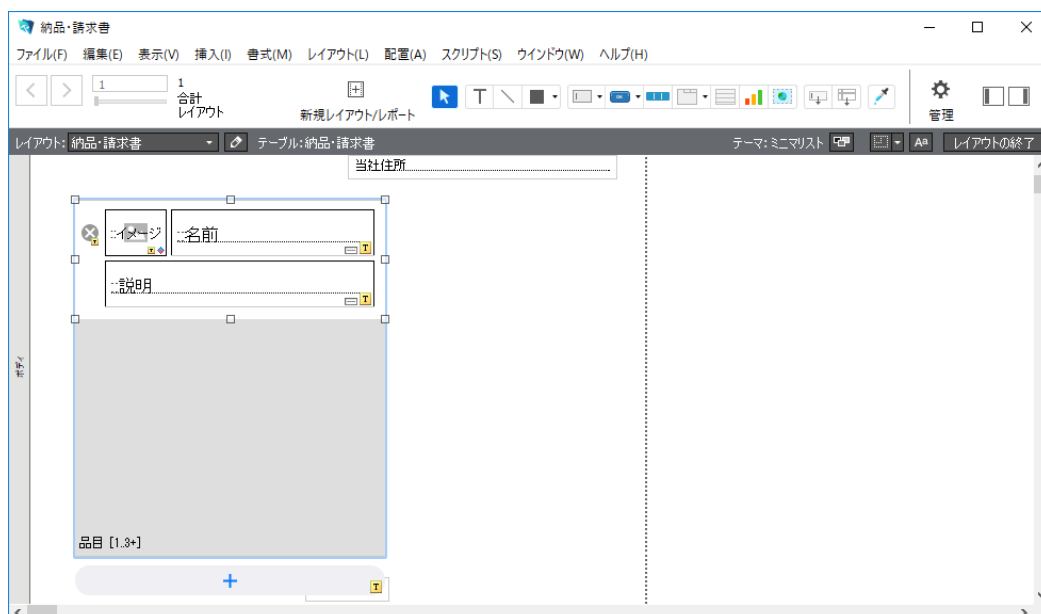 納品・請求書
ファイル(F) 編集(E) 表示(V) 挿入(I) 書式(M) レイアウト(L) 配置(A) スクリプト(S) ウインドウ(W) ヘルプ(H)
1
1
合計
レイアウト
新規レイアウト/レポート
T
管理
レイアウト: 納品・請求書
テーブル:納品・請求書
テーマ:ミニマリスト
Aa
レイアウトの終了
当社住所
::イメージ
::名前
T
::説明
T
ボディ
品目 [1..3+]
+
T